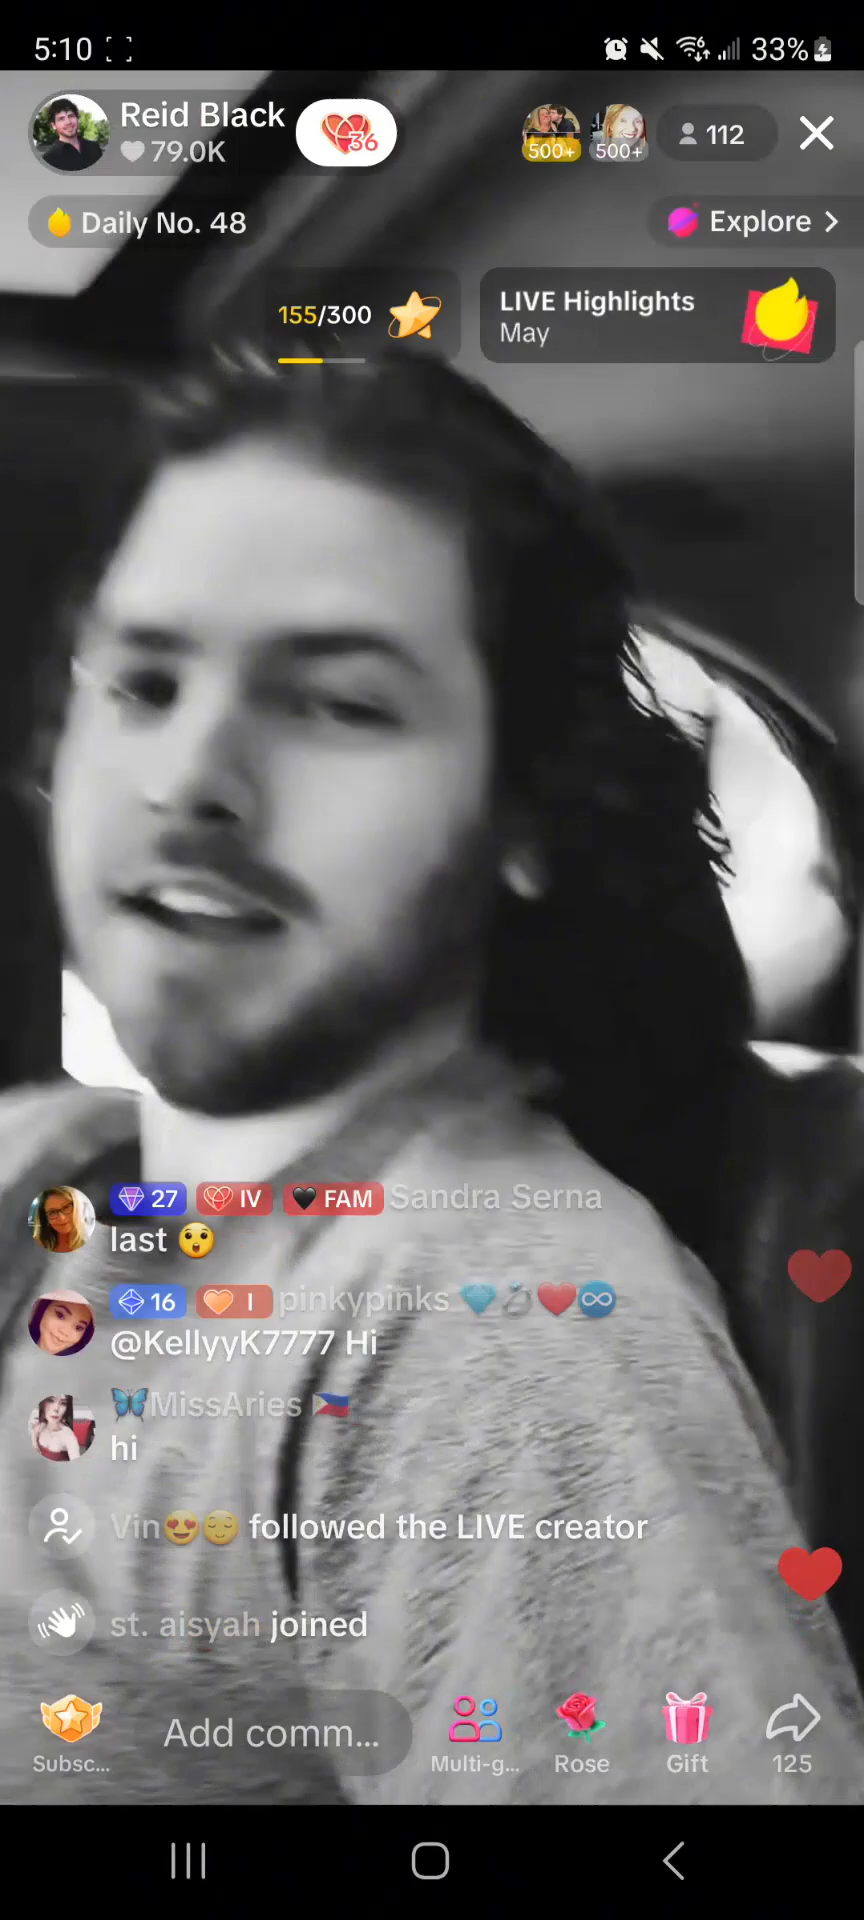 5:10
33%
Reid Black
79.0K
36
500+
500+
112
Daily No. 48
Explore
155/300
LIVE Highlights
May
27 IV FAM Sandra Serna
last 😯
16 I pinkypinks 💎💍❤️♾️
@KellyyK7777 Hi
🦋MissAries 🇵🇭
hi
Vin😍😌 followed the LIVE creator
st. aisyah joined
Subsc...
Add comm...
Multi-g...
Rose
Gift
125